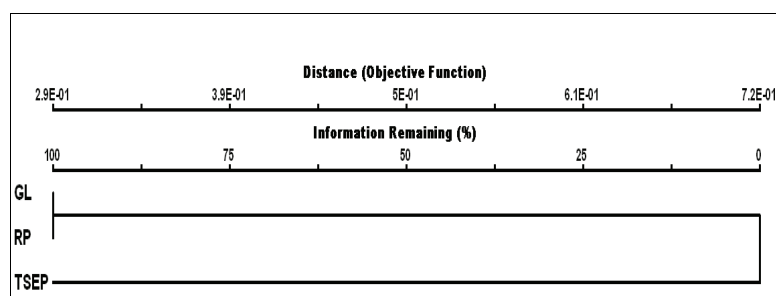 Distance (Objective Function)
2.9E-01 3.9E-01 5E-01 6.1E-01 7.2E-01
Information Remaining (%)
100 75 50 25 0
GL
RP
TSEP